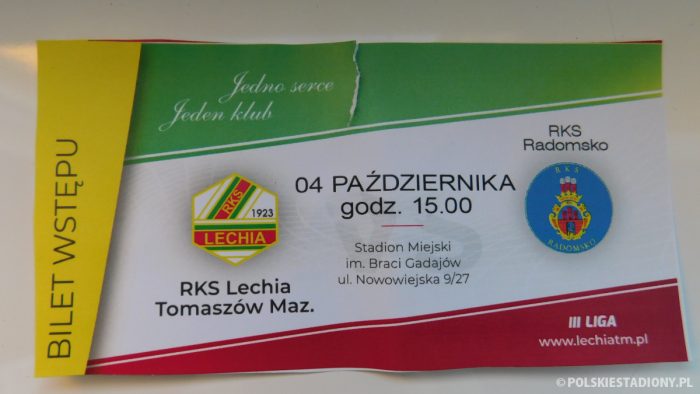 BILET WSTĘPU
Jedno serce
Jeden klub
RKS
1923
LECHIA
RKS Lechia
Tomaszów Maz.
04 PAŹDZIERNIKA
godz. 15.00
Stadion Miejski
im. Braci Gadajów
ul. Nowowiejska 9/27
RKS
Radomsko
RKS
RADOMSKO
III LIGA
www.lechiatm.pl
© POLSKIESTADIONY.PL